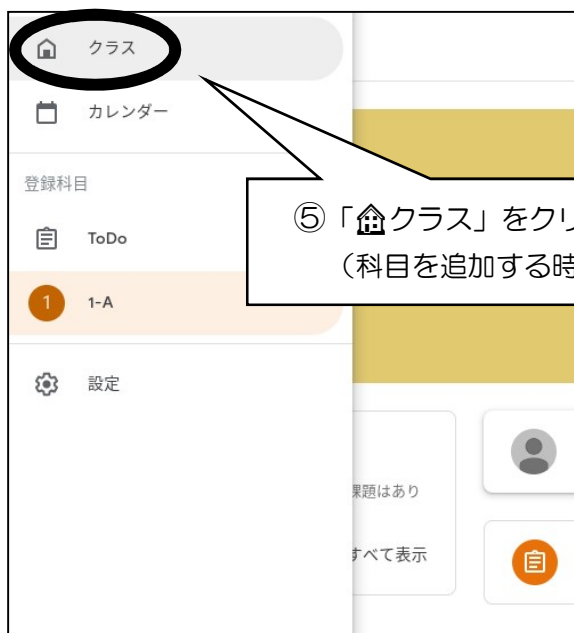 クラス
カレンダー
登録科目
⑤「クラス」をクリ
（科目を追加する時
ToDo
1 1-A
設定
課題はあり
すべて表示